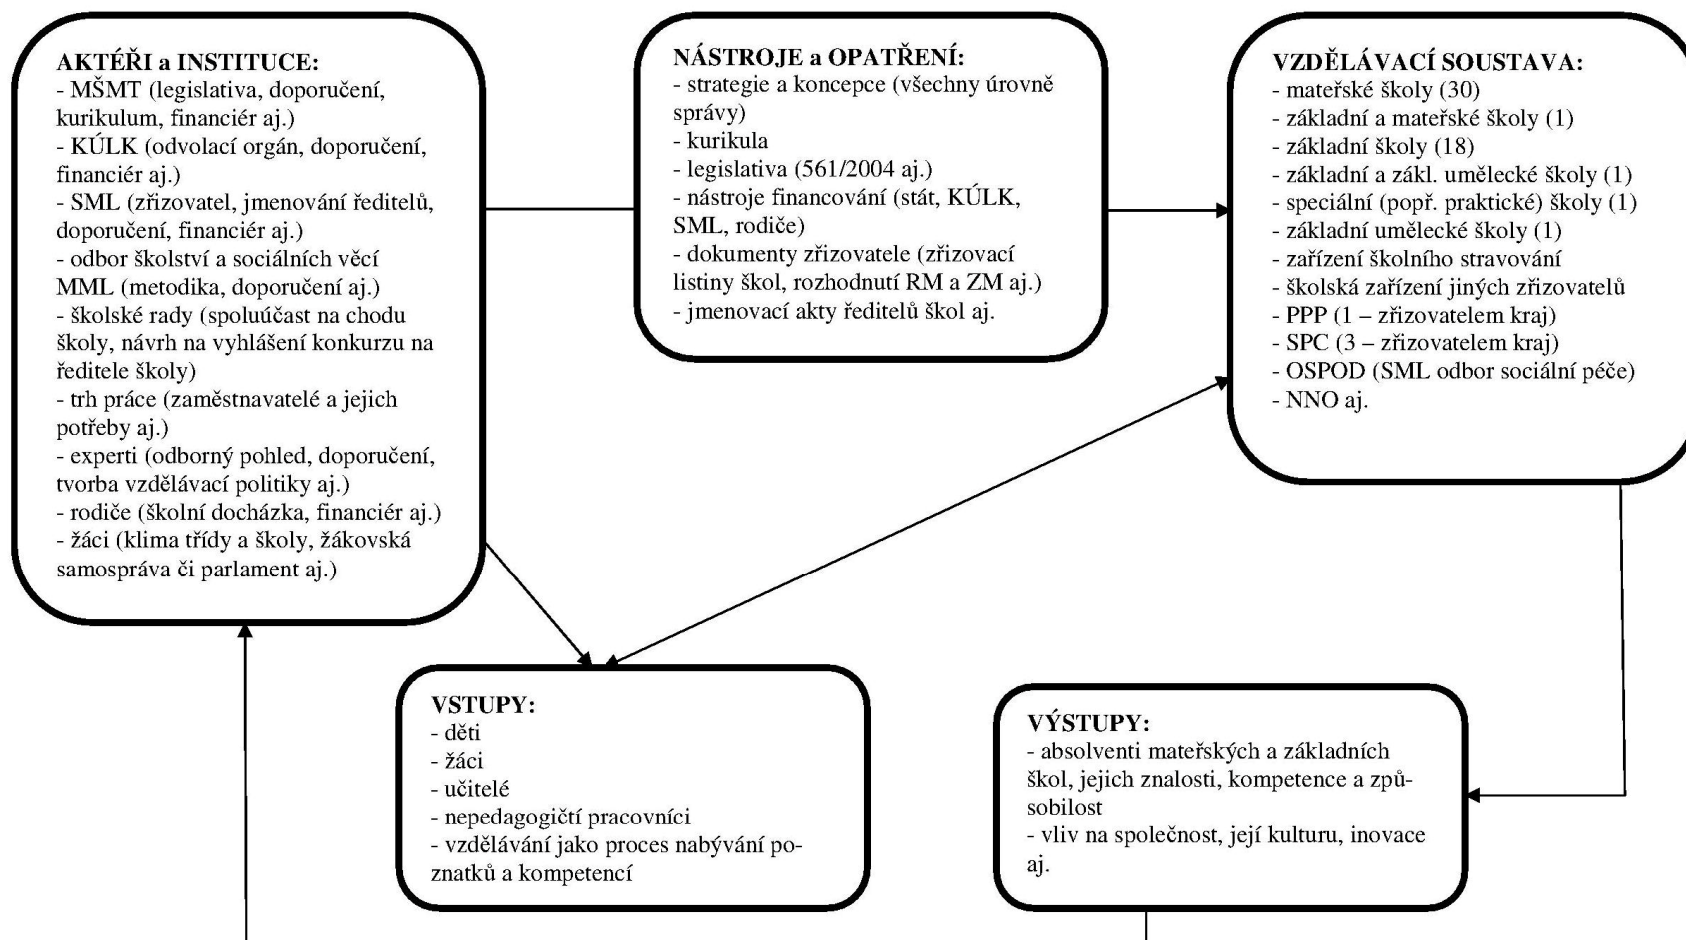 AKTÉŘI a INSTITUCE:
- MŠMT (legislativa, doporučení,
kurikulum, financiér aj.)
- KÚLK (odvolací orgán, doporučení,
financiér aj.)
- SML (zřizovatel, jmenování ředitelů,
doporučení, financiér aj.)
- odbor školství a sociálních věcí
MML (metodika, doporučení aj.)
- školské rady (spoluúčast na chodu
školy, návrh na vyhlášení konkurzu na
ředitele školy)
- trh práce (zaměstnavatelé a jejich
potřeby aj.)
- experti (odborný pohled, doporučení,
tvorba vzdělávací politiky aj.)
- rodiče (školní docházka, financiér aj.)
- žáci (klima třídy a školy, žákovská
samospráva či parlament aj.)
NÁSTROJE a OPATŘENÍ:
- strategie a koncepce (všechny úrovně
správy)
- kurikula
- legislativa (561/2004 aj.)
- nástroje financování (stát, KÚLK,
SML, rodiče)
- dokumenty zřizovatele (zřizovací
listiny škol, rozhodnutí RM a ZM aj.)
- jmenovací akty ředitelů škol aj.
VZDĚLÁVACÍ SOUSTAVA:
- mateřské školy (30)
- základní a mateřské školy (1)
- základní školy (18)
- základní a zákl. umělecké školy (1)
- speciální (popř. praktické) školy (1)
- základní umělecké školy (1)
- zařízení školního stravování
- školská zařízení jiných zřizovatelů
- PPP (1 – zřizovatelem kraj)
- SPC (3 – zřizovatelem kraj)
- OSPOD (SML odbor sociální péče)
- NNO aj.
VSTUPY:
- děti
- žáci
- učitelé
- nepedagogičtí pracovníci
- vzdělávání jako proces nabývání po-
znatků a kompetencí
VÝSTUPY:
- absolventi mateřských a základních
škol, jejich znalosti, kompetence a způ-
sobilost
- vliv na společnost, její kulturu, inovace
aj.